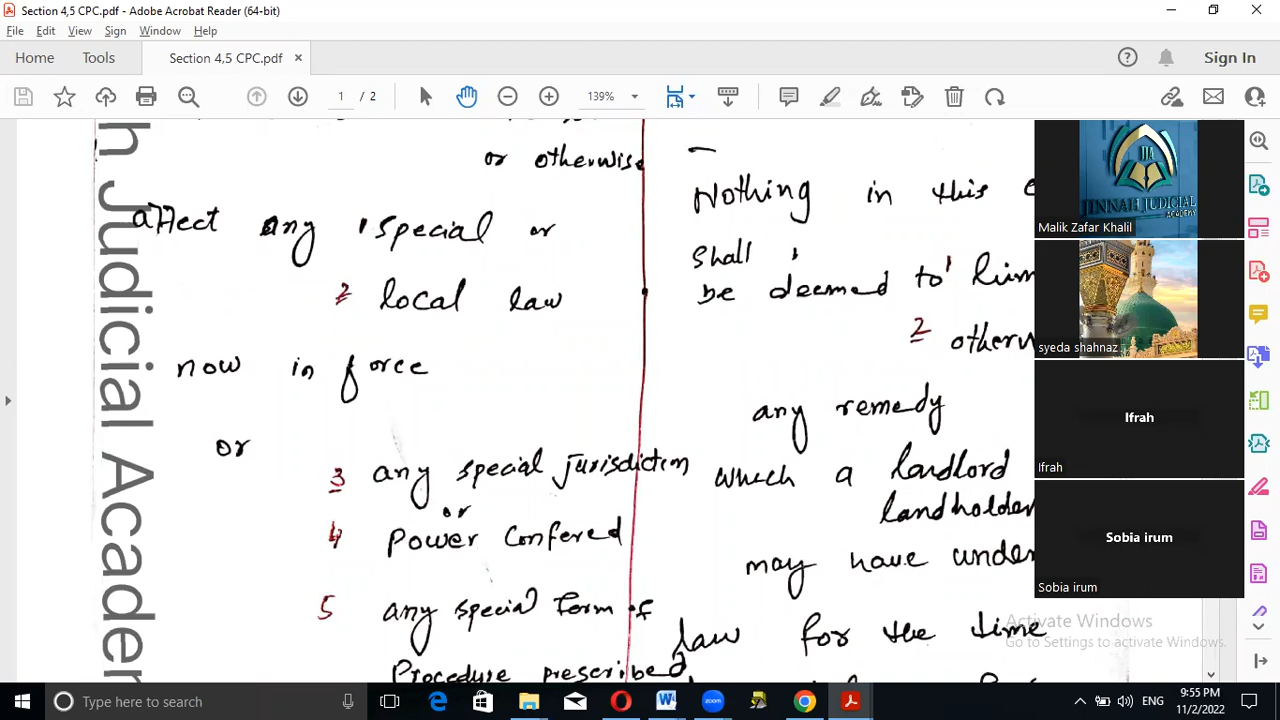 Section 4,5 CPC.pdf - Adobe Acrobat Reader (64-bit)
File Edit View Sign Window Help
Home Tools Section 4,5 CPC.pdf × Sign In
1 / 2 139%
or otherwise
affect any 1 special or
2 local law
now in force
or
3 any special jurisdiction
or
4 Power Confered
5 any special form of
Procedure prescribed
Nothing in this
shall
be deemed to 1
2
any remedy
which a landlord
landholder
may have under
law for the time
h Judicial Academ
JJA
JINNAH JUDICIAL
ACADEMY
Malik Zafar Khalil
syeda shahnaz
Ifrah
Ifrah
Sobia irum
Sobia irum
Activate Windows
Go to Settings to activate Windows.
Type here to search
ENG
9:55 PM
11/2/2022